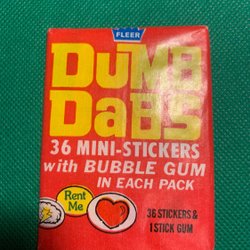 FLEER
DuMB
DaBS
36 MINI-STICKERS
with BUBBLE GUM
IN EACH PACK
Rent
Me
36 STICKERS &
1 STICK GUM